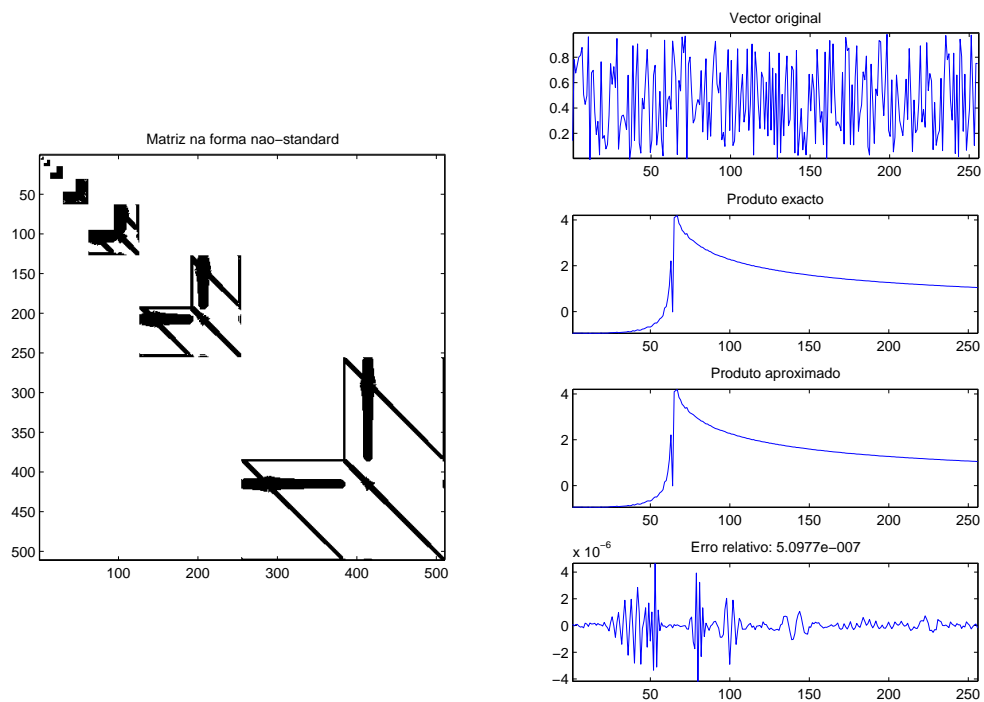 Matriz na forma nao−standard
50
100
150
200
250
300
350
400
450
500
100 200 300 400 500
Vector original
0.8
0.6
0.4
0.2
50 100 150 200 250
Produto exacto
4
2
0
50 100 150 200 250
Produto aproximado
4
2
0
50 100 150 200 250
x 10−6 Erro relativo: 5.0977e−007
4
2
0
−2
−4
50 100 150 200 250